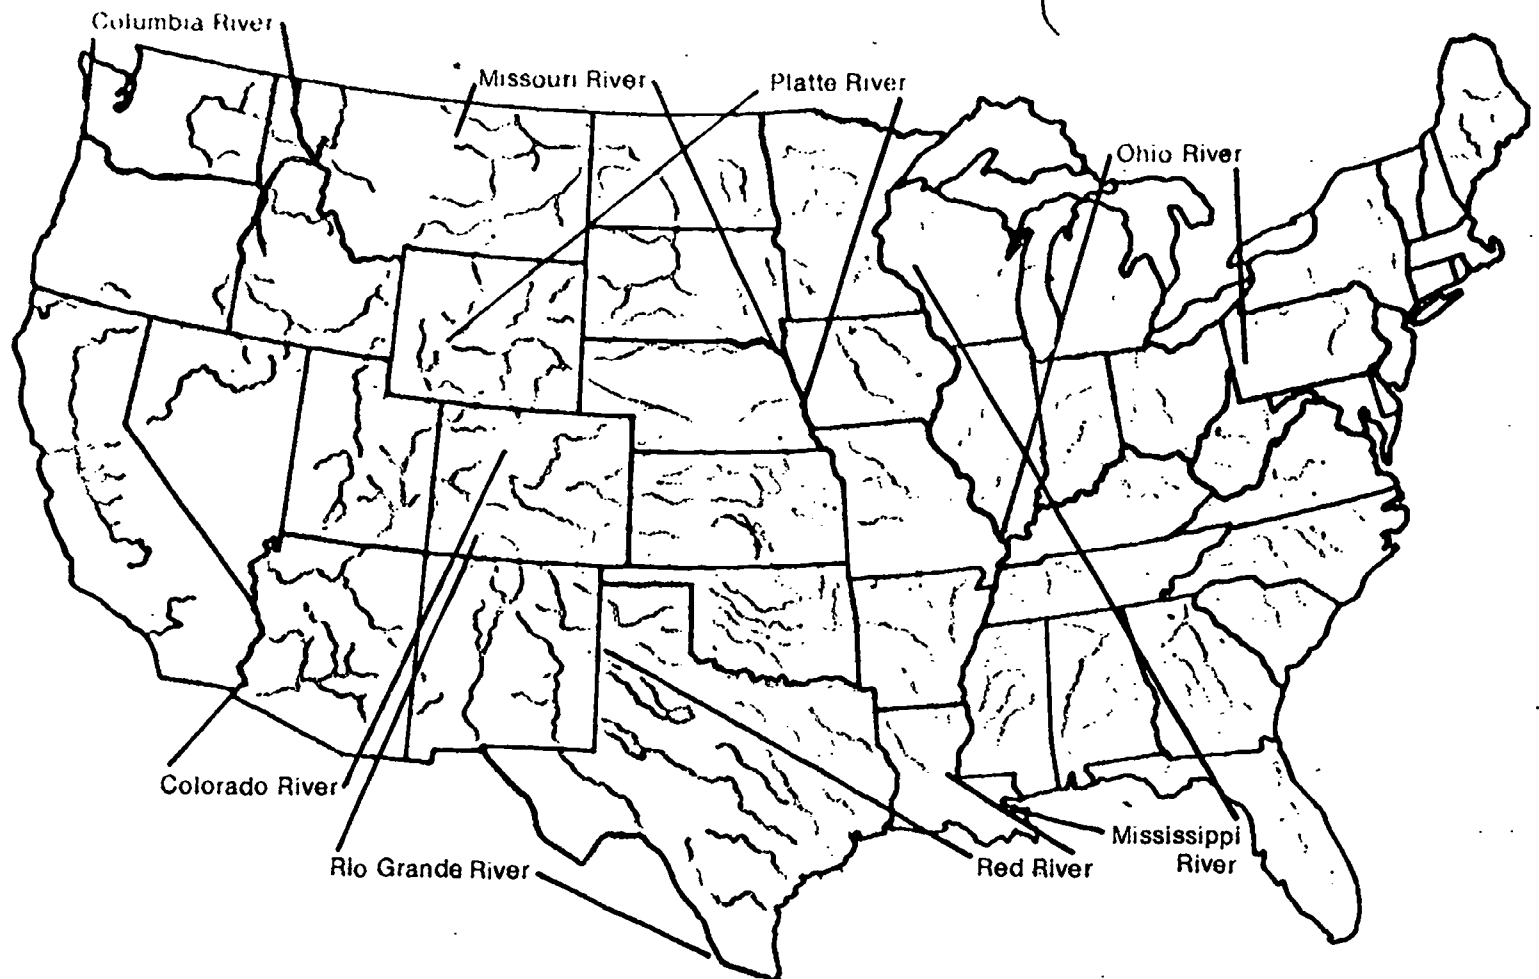 Columbia River
Missouri River
Platte River
Ohio River
Colorado River
Rio Grande River
Red River
Mississippi
River